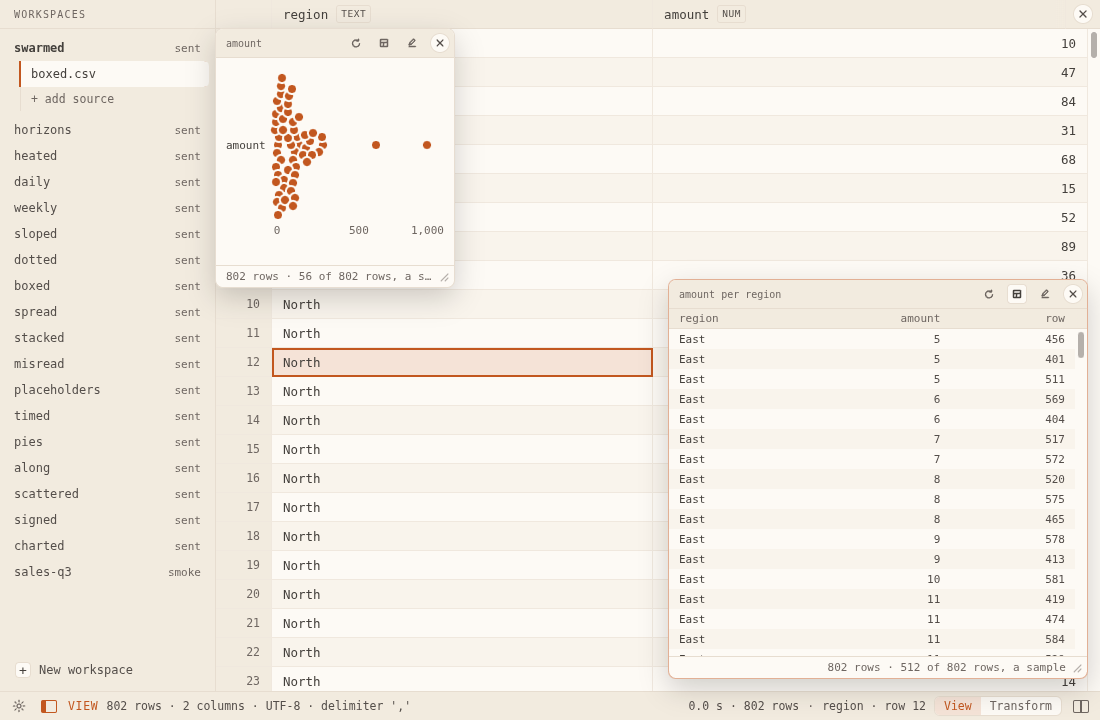 WORKSPACES
swarmed sent
boxed.csv
+ add source
horizons sent
heated sent
daily sent
weekly sent
sloped sent
dotted sent
boxed sent
spread sent
stacked sent
misread sent
placeholders sent
timed sent
pies sent
along sent
scattered sent
signed sent
charted sent
sales-q3 smoke
+ New workspace
region TEXT amount NUM
10
47
84
31
68
15
52
89
36
10 North
11 North
12 North
13 North
14 North
15 North
16 North
17 North
18 North
19 North
20 North
21 North
22 North
23 North 14
amount
amount
0 500 1,000
802 rows · 56 of 802 rows, a s…
amount per region
region amount row
East 5 456
East 5 401
East 5 511
East 6 569
East 6 404
East 7 517
East 7 572
East 8 520
East 8 575
East 8 465
East 9 578
East 9 413
East 10 581
East 11 419
East 11 474
East 11 584
802 rows · 512 of 802 rows, a sample
VIEW 802 rows · 2 columns · UTF-8 · delimiter ','
0.0 s · 802 rows · region · row 12 View Transform